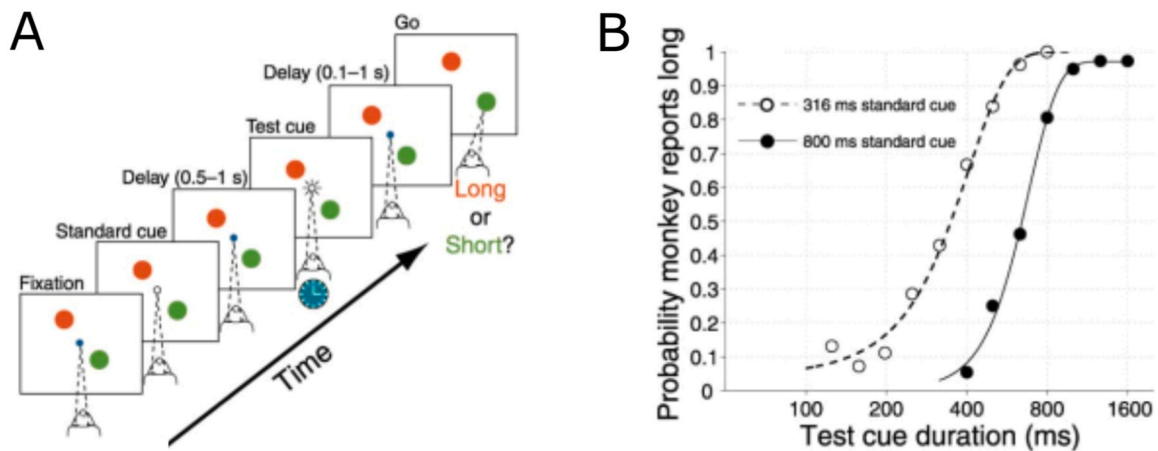 A
Fixation
Standard cue
Delay (0.5–1 s)
Test cue
Delay (0.1–1 s)
Go
Long
or
Short?
Time
B
Probability monkey reports long
1
0.9
0.8
0.7
0.6
0.5
0.4
0.3
0.2
0.1
0
316 ms standard cue
800 ms standard cue
100 200 400 800 1600
Test cue duration (ms)